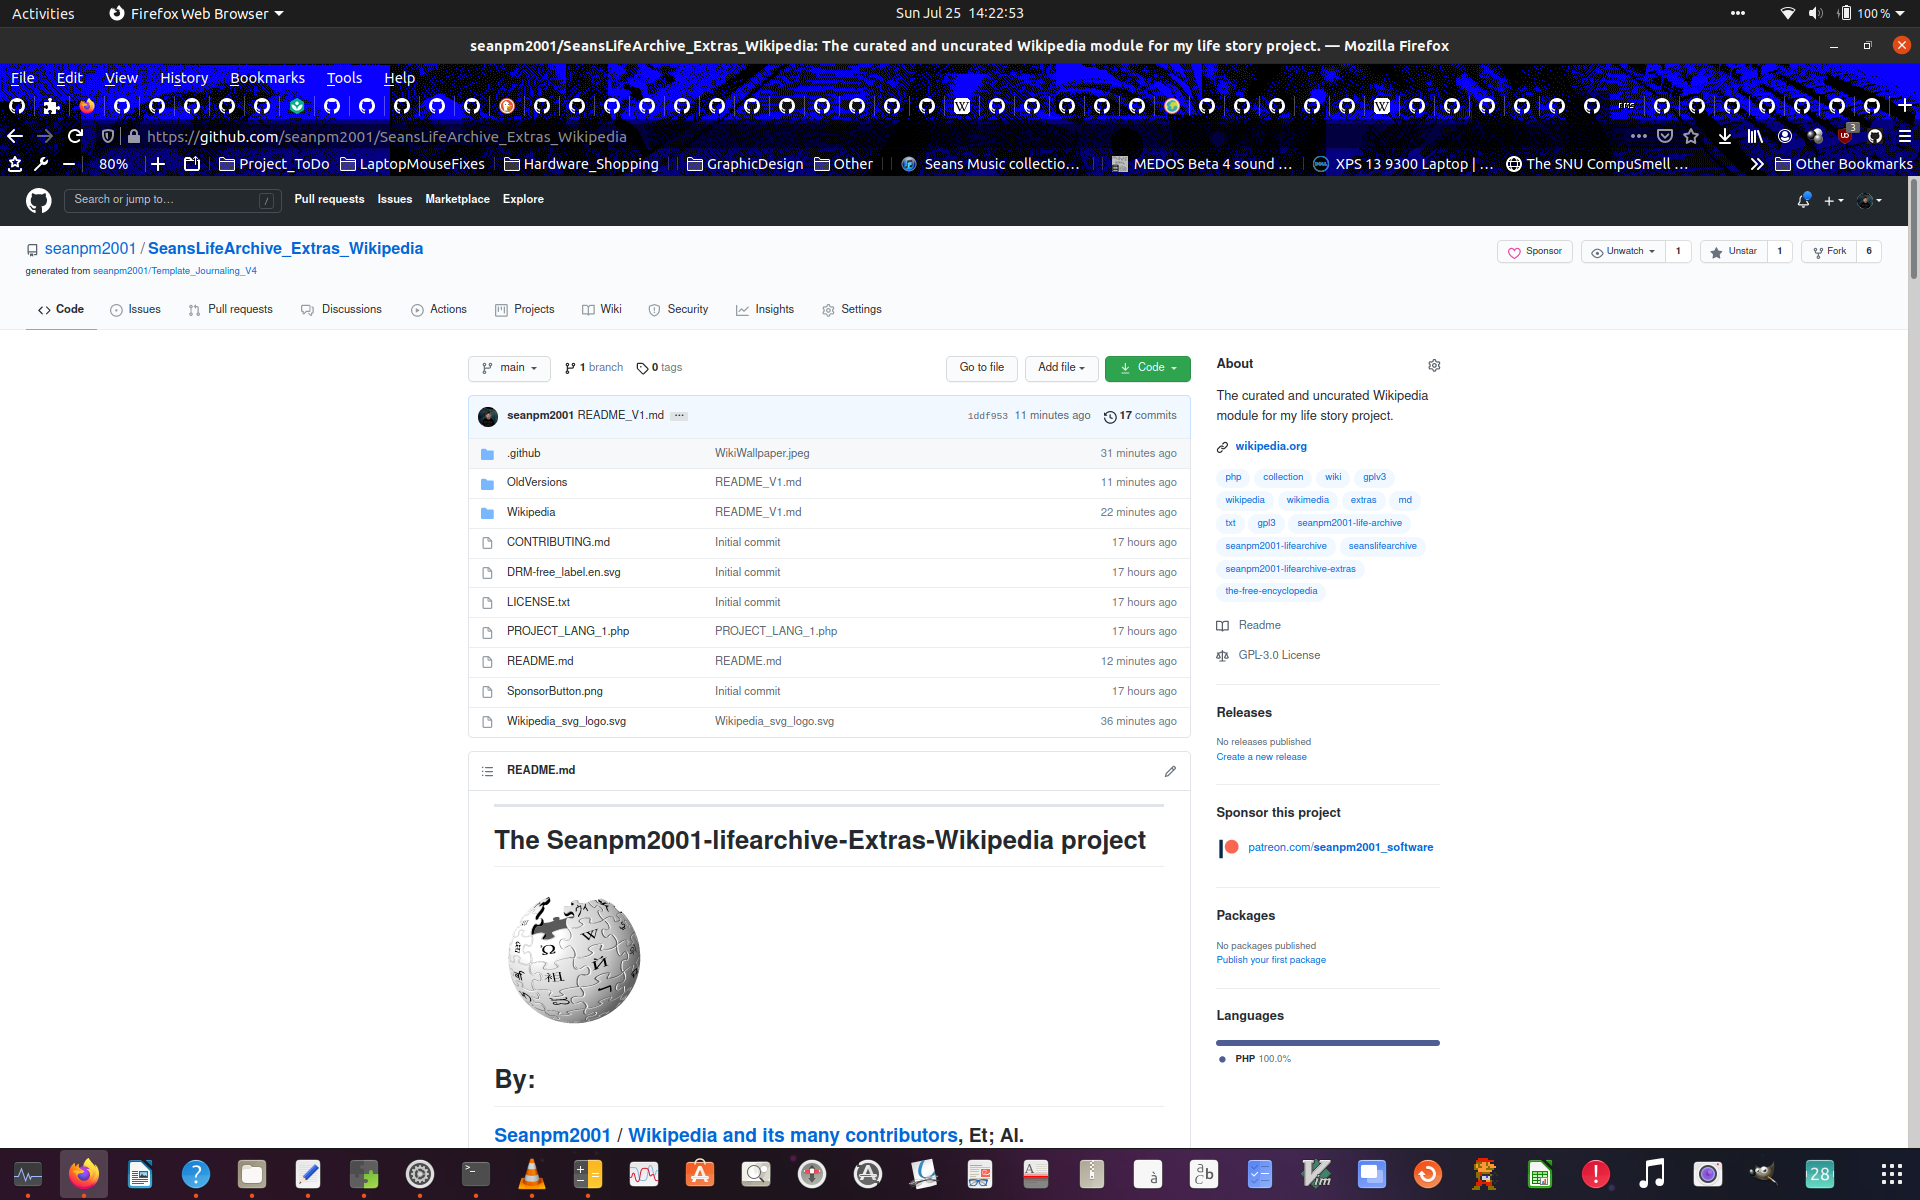 Activities Firefox Web Browser Sun Jul 25 14:22:53 100 %
seanpm2001/SeansLifeArchive_Extras_Wikipedia: The curated and uncurated Wikipedia module for my life story project. — Mozilla Firefox
File Edit View History Bookmarks Tools Help
https://github.com/seanpm2001/SeansLifeArchive_Extras_Wikipedia 3
80% Project_ToDo LaptopMouseFixes Hardware_Shopping GraphicDesign Other Seans Music collectio… MEDOS Beta 4 sound … XPS 13 9300 Laptop | … The SNU CompuSmell … Other Bookmarks
Search or jump to… / Pull requests Issues Marketplace Explore
seanpm2001 / SeansLifeArchive_Extras_Wikipedia Sponsor Unwatch 1 Unstar 1 Fork 6
generated from seanpm2001/Template_Journaling_V4
Code Issues Pull requests Discussions Actions Projects Wiki Security Insights Settings
main 1 branch 0 tags Go to file Add file Code
seanpm2001 README_V1.md ... 1ddf953 11 minutes ago 17 commits
.github WikiWallpaper.jpeg 31 minutes ago
OldVersions README_V1.md 11 minutes ago
Wikipedia README_V1.md 22 minutes ago
CONTRIBUTING.md Initial commit 17 hours ago
DRM-free_label.en.svg Initial commit 17 hours ago
LICENSE.txt Initial commit 17 hours ago
PROJECT_LANG_1.php PROJECT_LANG_1.php 17 hours ago
README.md README.md 12 minutes ago
SponsorButton.png Initial commit 17 hours ago
Wikipedia_svg_logo.svg Wikipedia_svg_logo.svg 36 minutes ago
README.md
The Seanpm2001-lifearchive-Extras-Wikipedia project
Ω W
祖 Й
By:
Seanpm2001 / Wikipedia and its many contributors, Et; Al.
About
The curated and uncurated Wikipedia
module for my life story project.
wikipedia.org
php collection wiki gplv3
wikipedia wikimedia extras md
txt gpl3 seanpm2001-life-archive
seanpm2001-lifearchive seanslifearchive
seanpm2001-lifearchive-extras
the-free-encyclopedia
Readme
GPL-3.0 License
Releases
No releases published
Create a new release
Sponsor this project
patreon.com/seanpm2001_software
Packages
No packages published
Publish your first package
Languages
PHP 100.0%
28